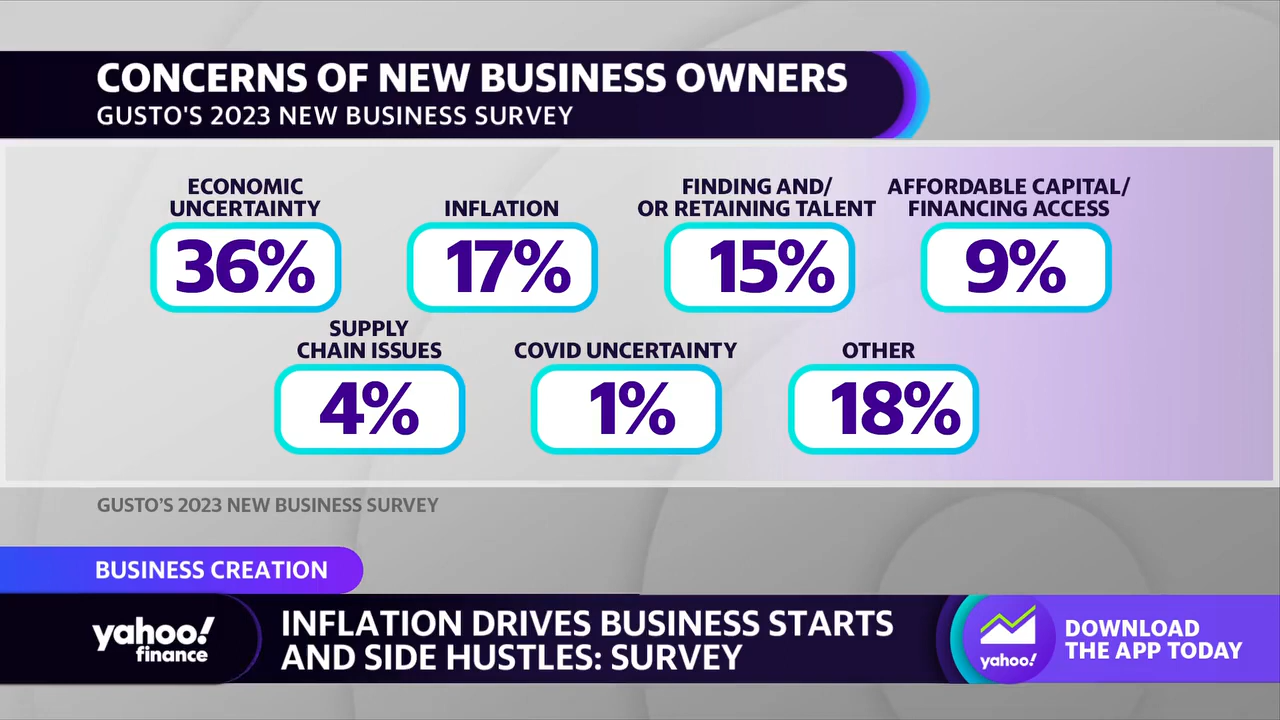 CONCERNS OF NEW BUSINESS OWNERS
GUSTO'S 2023 NEW BUSINESS SURVEY
ECONOMIC
UNCERTAINTY
36%
INFLATION
17%
FINDING AND/
OR RETAINING TALENT
15%
AFFORDABLE CAPITAL/
FINANCING ACCESS
9%
SUPPLY
CHAIN ISSUES
4%
COVID UNCERTAINTY
1%
OTHER
18%
GUSTO'S 2023 NEW BUSINESS SURVEY
BUSINESS CREATION
yahoo!
finance
INFLATION DRIVES BUSINESS STARTS
AND SIDE HUSTLES: SURVEY
yahoo!
DOWNLOAD
THE APP TODAY